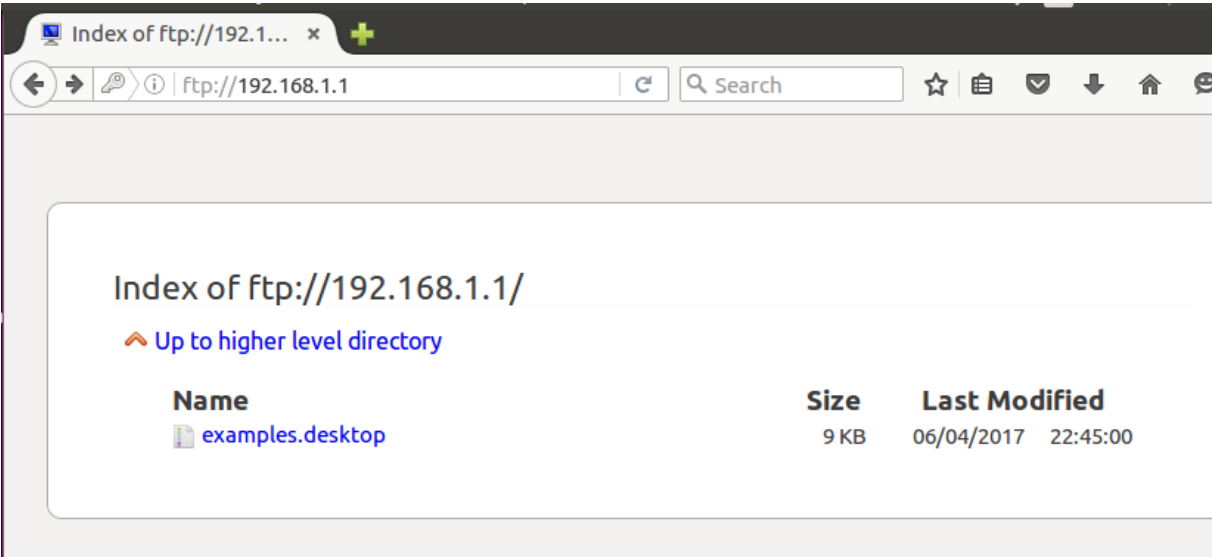 Index of ftp://192.1...
ftp://192.168.1.1
Search
Index of ftp://192.168.1.1/
Up to higher level directory
Name Size Last Modified
examples.desktop 9 KB 06/04/2017 22:45:00